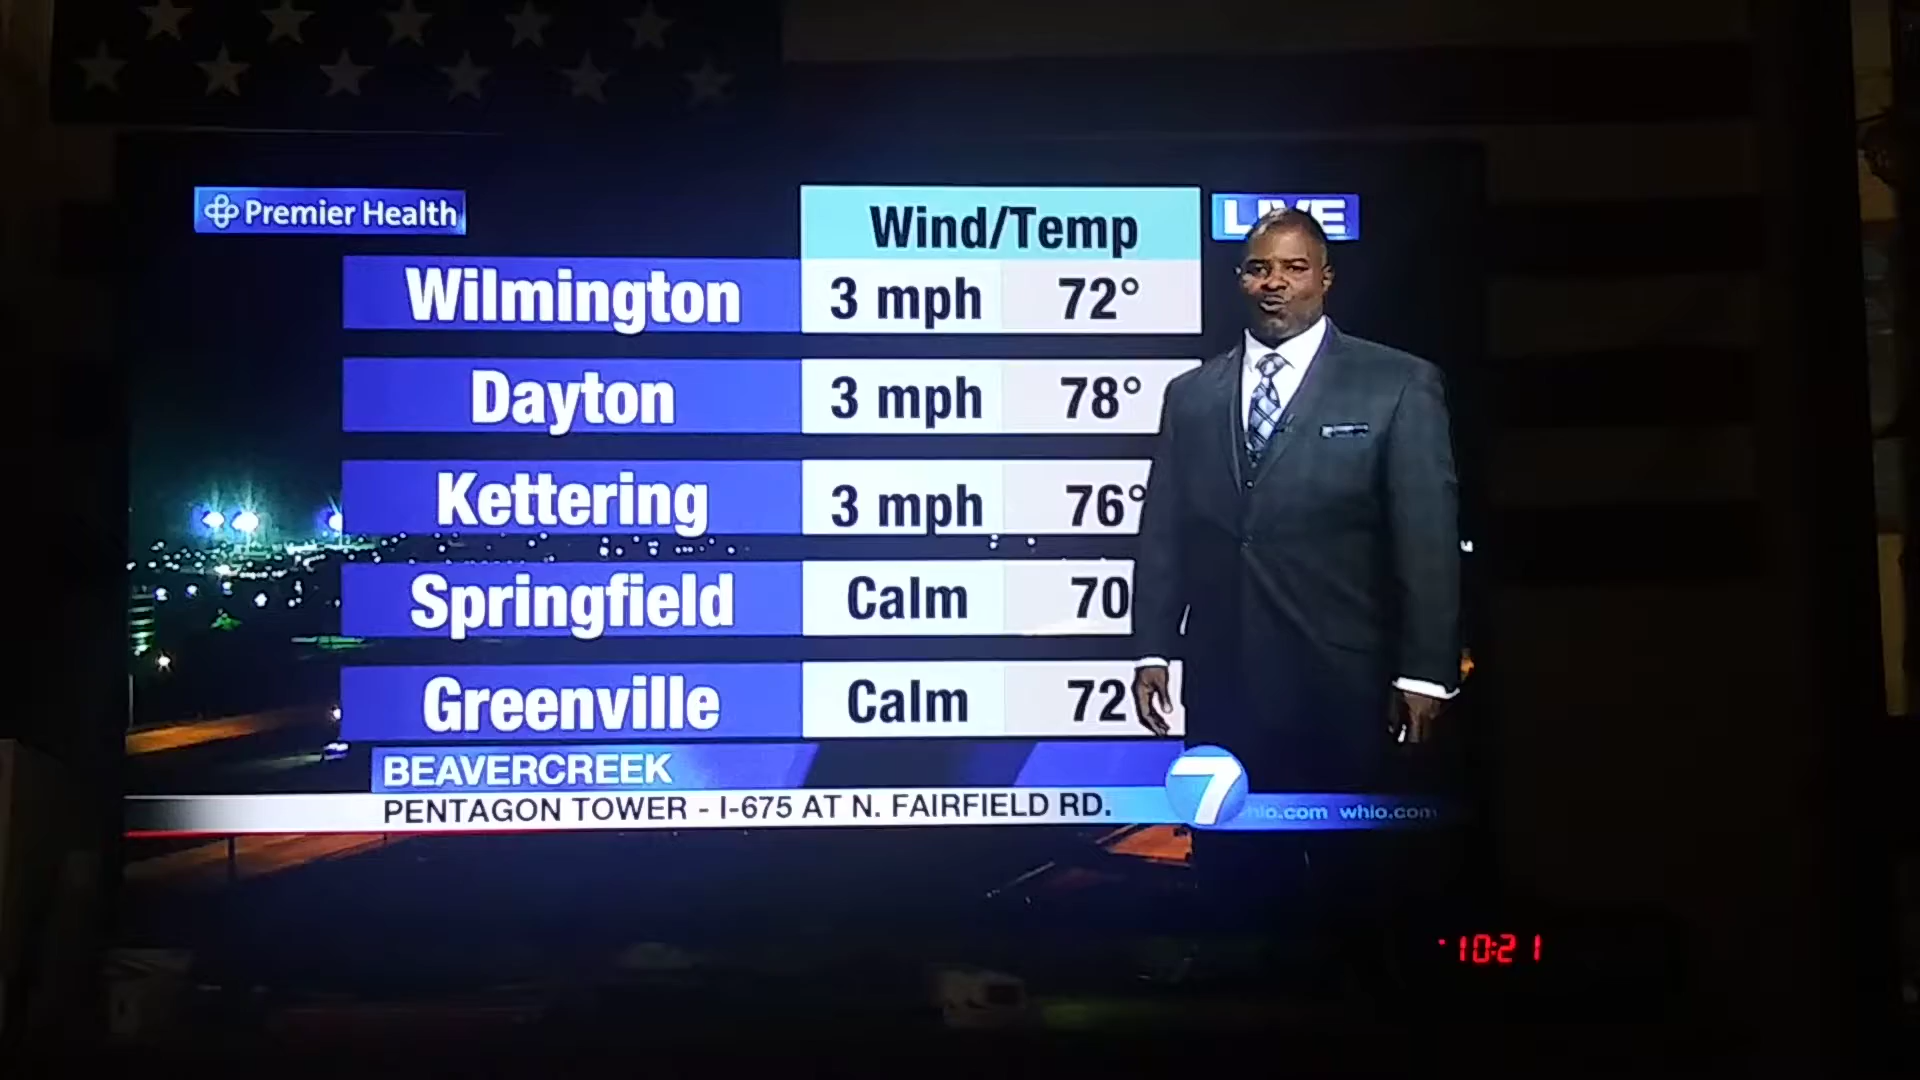 Premier Health
Wind/Temp
LIVE
Wilmington 3 mph 72°
Dayton 3 mph 78°
Kettering 3 mph 76°
Springfield Calm 70
Greenville Calm 72
BEAVERCREEK
PENTAGON TOWER - I-675 AT N. FAIRFIELD RD.
7
whio.com
10:21